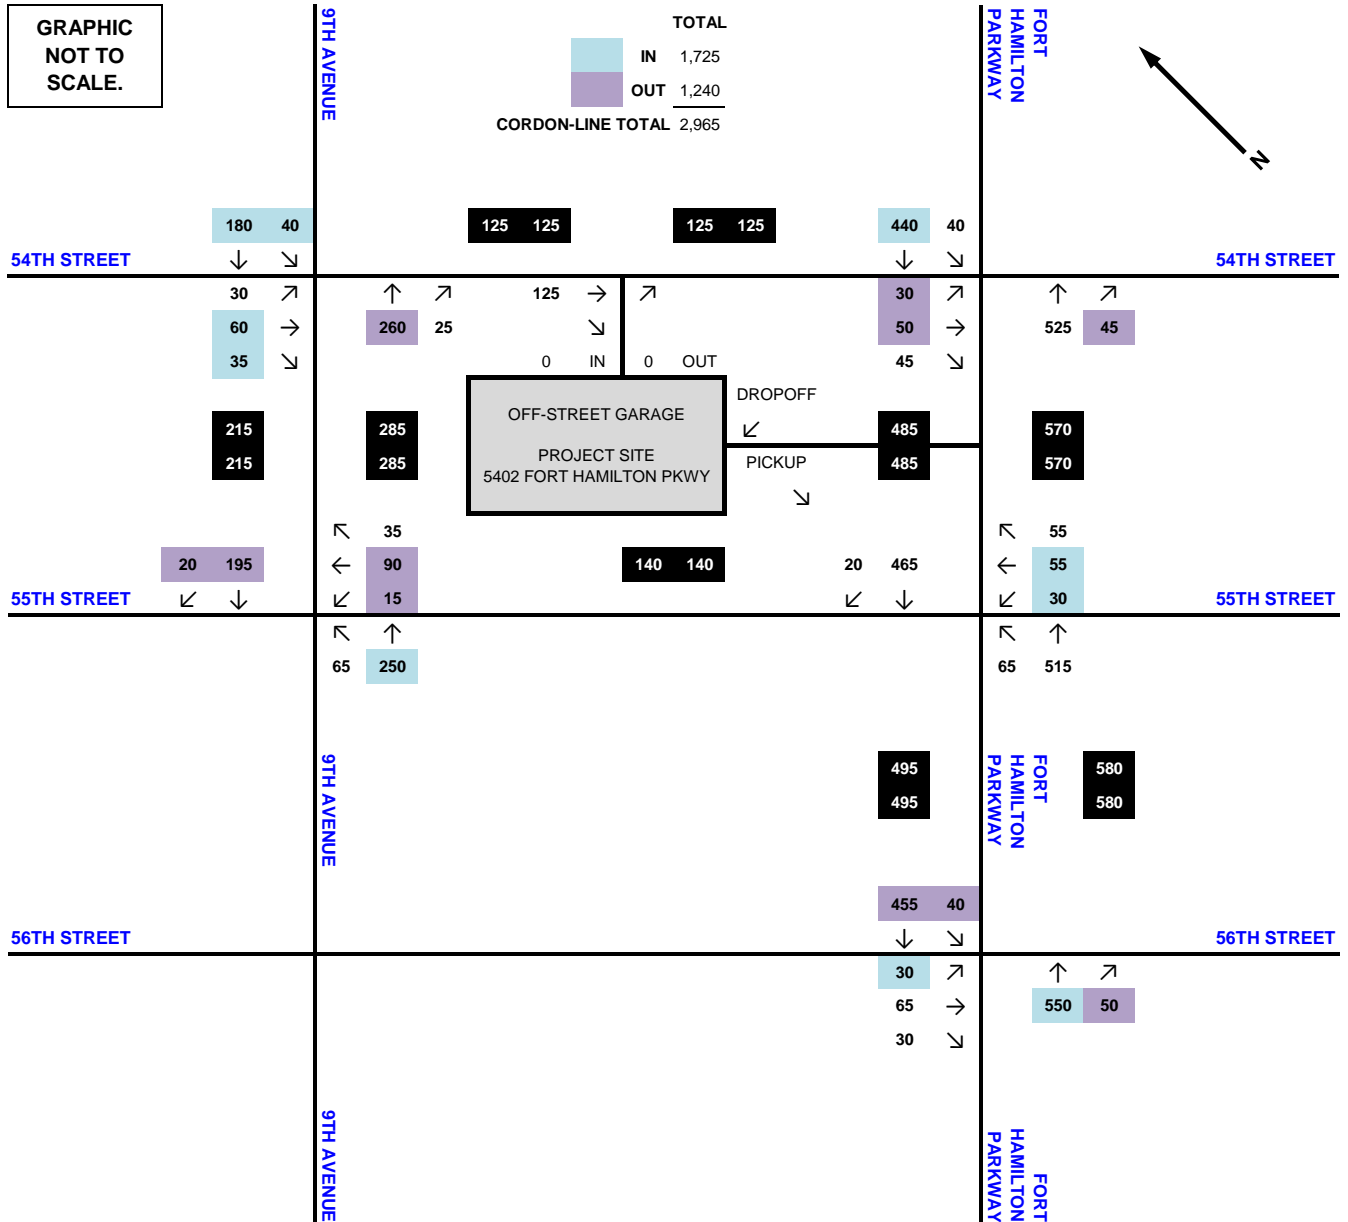 GRAPHIC
NOT TO
SCALE.
9TH AVENUE
TOTAL
IN 1,725
OUT 1,240
CORDON-LINE TOTAL 2,965
FORT
HAMILTON
PARKWAY
N
180 40
125 125
125 125
440 40
54TH STREET
↓ ↘
↓ ↘
54TH STREET
30 ↗
↑ ↗
125 → ↗
30 ↗
↑ ↗
60 →
260 25
↘
50 →
525 45
35 ↘
0 IN 0 OUT
45 ↘
DROPOFF
↙
OFF-STREET GARAGE
PROJECT SITE
5402 FORT HAMILTON PKWY
PICKUP
↘
215
215
285
285
485
485
570
570
↖ 35
↖ 55
20 195
← 90
140 140
20 465
← 55
55TH STREET
↙ ↓
↙ 15
↙ ↓
↙ 30
55TH STREET
↖ ↑
↖ ↑
65 250
65 515
9TH AVENUE
495
495
FORT
HAMILTON
PARKWAY
580
580
455 40
56TH STREET
↓ ↘
56TH STREET
30 ↗
↑ ↗
65 →
550 50
30 ↘
9TH AVENUE
FORT
HAMILTON
PARKWAY